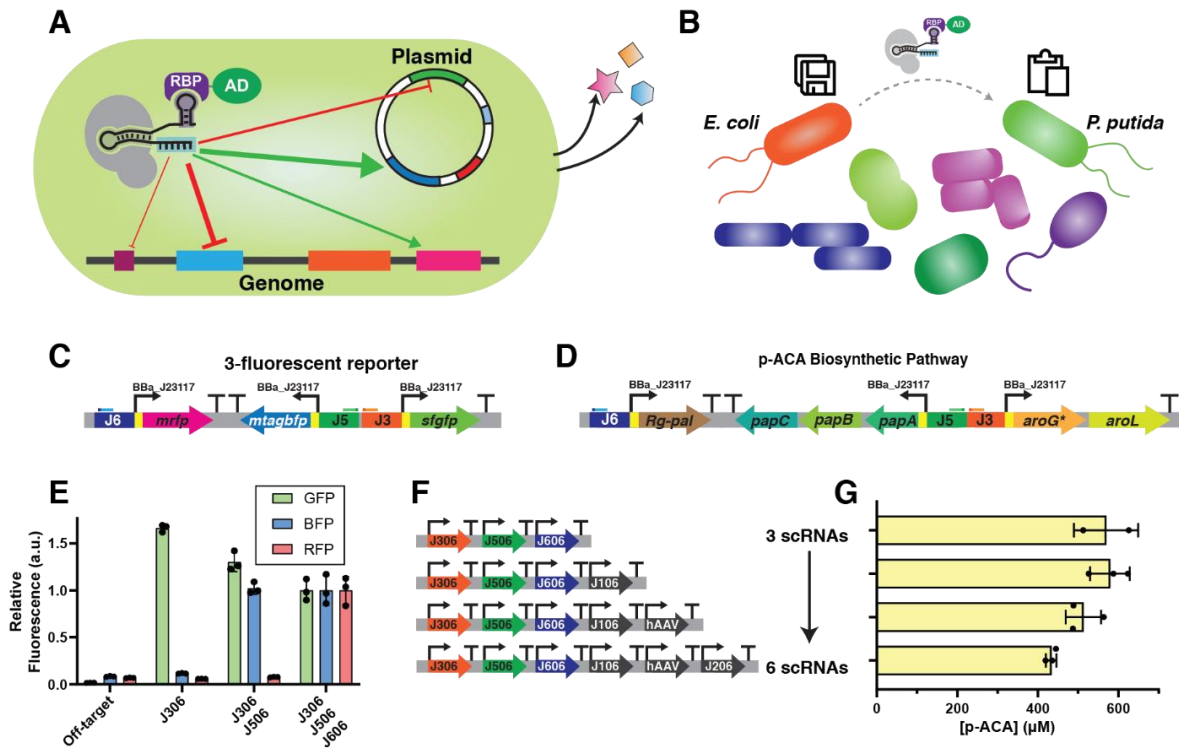 A
Plasmid
RBP
AD
Genome
B
RBP
AD
E. coli
P. putida
C
3-fluorescent reporter
BBa_J23117
BBa_J23117
BBa_J23117
J6
mrfp
mtagbfp
J5
J3
sfgfp
D
p-ACA Biosynthetic Pathway
BBa_J23117
BBa_J23117
BBa_J23117
J6
Rg-pal
papC
papB
papA
J5
J3
aroG*
aroL
E
GFP
BFP
RFP
Relative
Fluorescence (a.u.)
1.5
1.0
0.5
0.0
Off-target
J306
J306
J506
J306
J506
J606
F
J306
J506
J606
J306
J506
J606
J106
J306
J506
J606
J106
hAAV
J306
J506
J606
J106
hAAV
J206
3 scRNAs
6 scRNAs
G
0
200
400
600
[p-ACA] (μM)